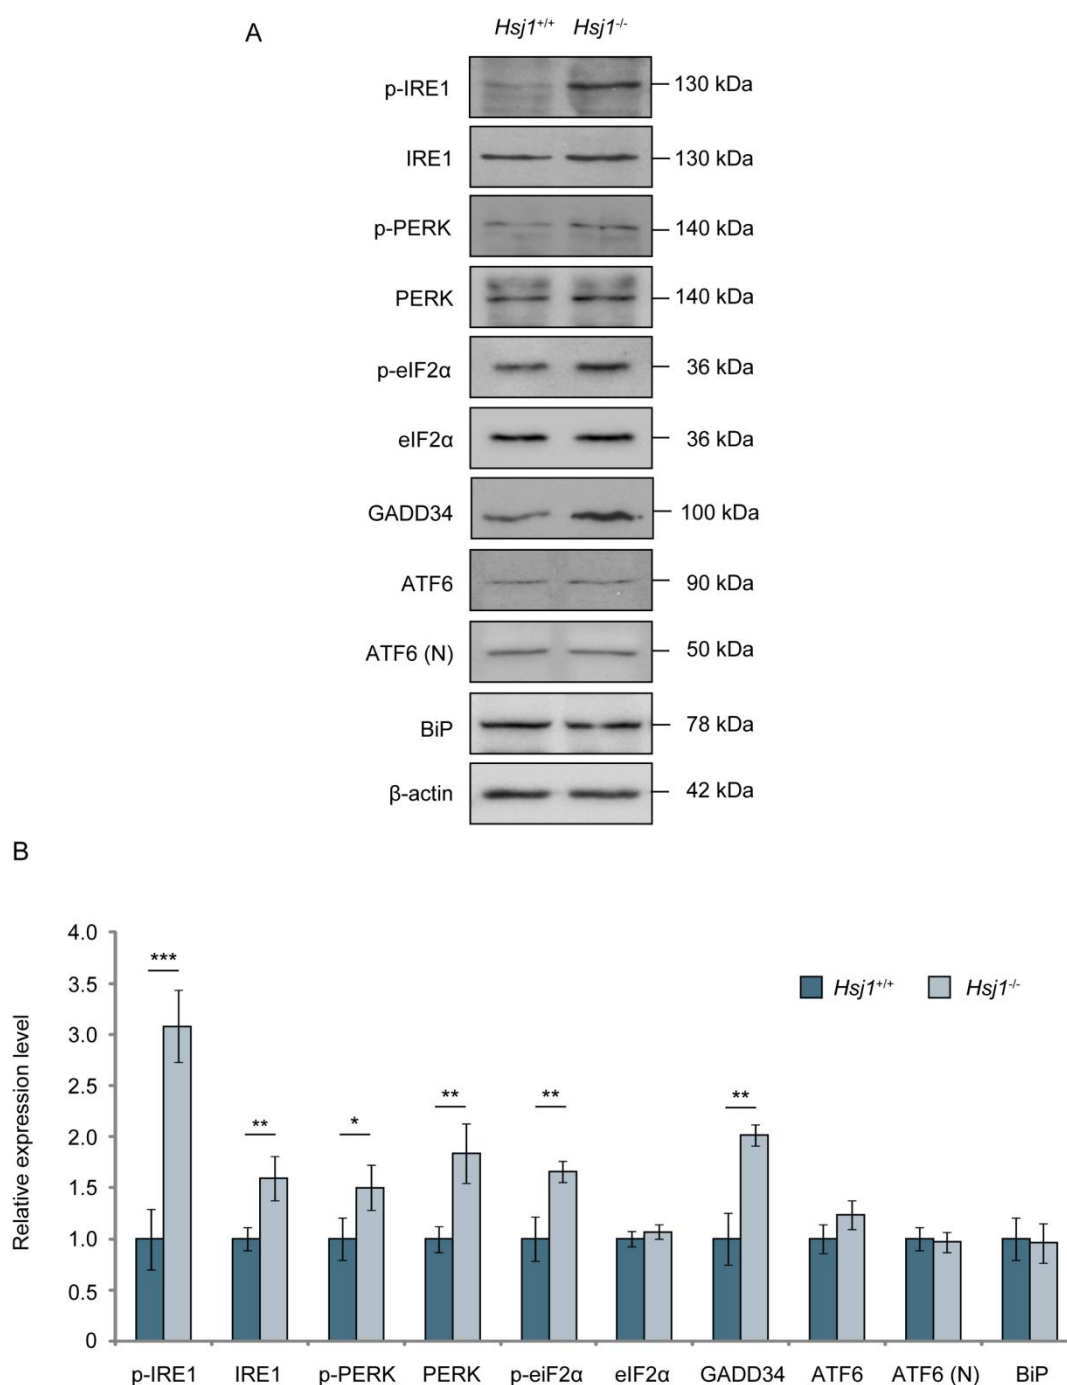 A
Hsj1+/+ Hsj1-/-
p-IRE1 130 kDa
IRE1 130 kDa
p-PERK 140 kDa
PERK 140 kDa
p-eIF2α 36 kDa
eIF2α 36 kDa
GADD34 100 kDa
ATF6 90 kDa
ATF6 (N) 50 kDa
BiP 78 kDa
β-actin 42 kDa
B
Relative expression level
4.0
3.5
3.0
2.5
2.0
1.5
1.0
0.5
0
***
**
*
**
**
**
Hsj1+/+ Hsj1-/-
p-IRE1 IRE1 p-PERK PERK p-eiF2α eIF2α GADD34 ATF6 ATF6 (N) BiP